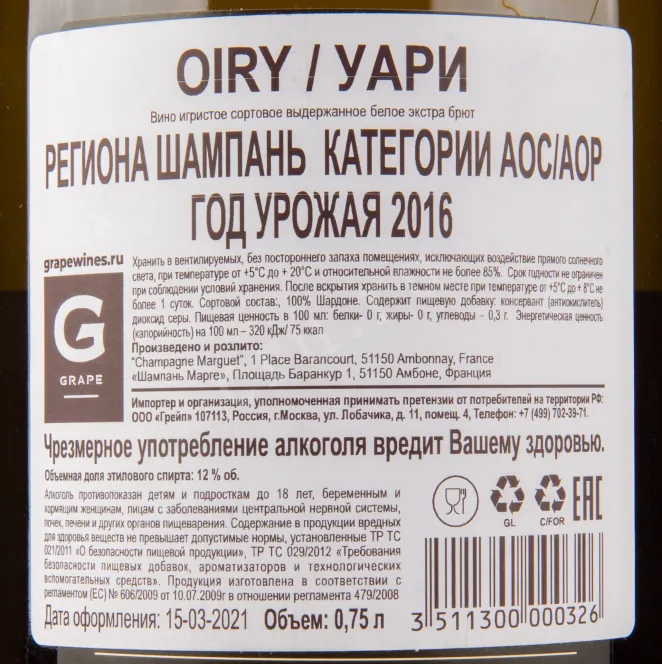 OIRY / УАРИ
Вино игристое сортовое выдержанное белое экстра брют
РЕГИОНА ШАМПАНЬ КАТЕГОРИИ АОС/АОР
ГОД УРОЖАЯ 2016
grapewines.ru
G
GRAPE
Хранить в вентилируемых, без постороннего запаха помещениях, исключающих воздействие прямого солнечного
света, при температуре от +5°С до + 20°С и относительной влажности не более 85%. Срок годности не ограничен
при соблюдении условий хранения. После вскрытия хранить в темном месте при температуре от +5°С до + 8°С не
более 1 суток. Сортовой состав:, 100% Шардоне. Содержит пищевую добавку: консервант (антиокислитель)
диоксид серы. Пищевая ценность в 100 мл: белки- 0 г, жиры- 0 г, углеводы – 0,3 г. Энергетическая ценность
(калорийность) на 100 мл – 320 кДж/ 75 ккал
Произведено и розлито:
"Champagne Marguet", 1 Place Barancourt, 51150 Ambonnay, France
«Шампань Марге», Площадь Баранкур 1, 51150 Амбоне, Франция
Импортер и организация, уполномоченная принимать претензии от потребителей на территории РФ:
ООО «Грейп» 107113, Россия, г.Москва, ул. Лобачика, д. 11, помещ. 4, Телефон: +7 (499) 702-39-71.
Чрезмерное употребление алкоголя вредит Вашему здоровью.
Объемная доля этилового спирта: 12 % об.
Алкоголь противопоказан детям и подросткам до 18 лет, беременным и
кормящим женщинам, лицам с заболеваниями центральной нервной системы,
почек, печени и других органов пищеварения. Содержание в продукции вредных
для здоровья веществ не превышает допустимые нормы, установленные ТР ТС
021/2011 «О безопасности пищевой продукции», ТР ТС 029/2012 «Требования
безопасности пищевых добавок, ароматизаторов и технологических
вспомогательных средств». Продукция изготовлена в соответствии с
регламентом (ЕС) № 606/2009 от 10.07.2009г в отношении регламента 479/2008
GL
C/FOR
ЕАС
Дата оформления: 15-03-2021 Объем: 0,75 л
3 511300 000326